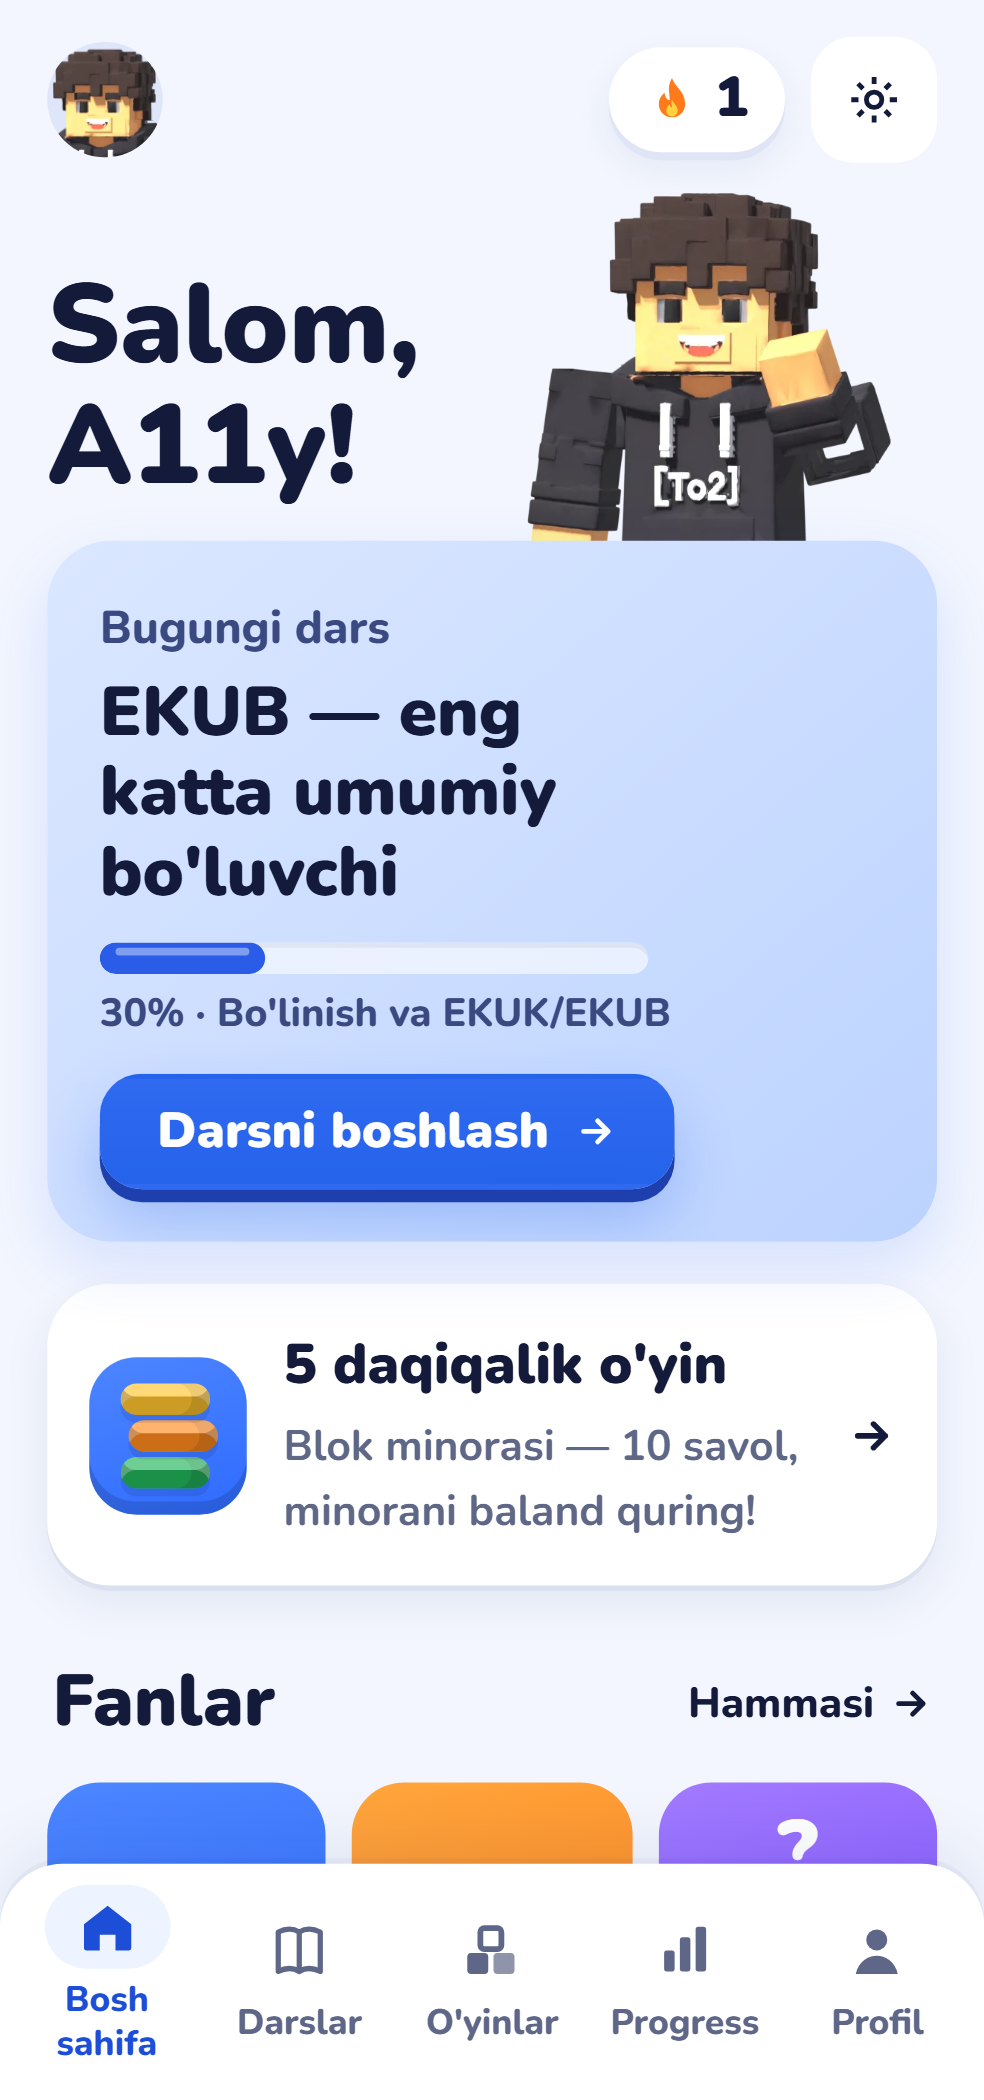 1
Salom,
A11y!
[To2]
Bugungi dars
EKUB — eng
katta umumiy
bo'luvchi
30% · Bo'linish va EKUK/EKUB
Darsni boshlash →
5 daqiqalik o'yin
Blok minorasi — 10 savol,
minorani baland quring!
→
Fanlar
Hammasi →
?
Bosh
sahifa
Darslar
O'yinlar
Progress
Profil